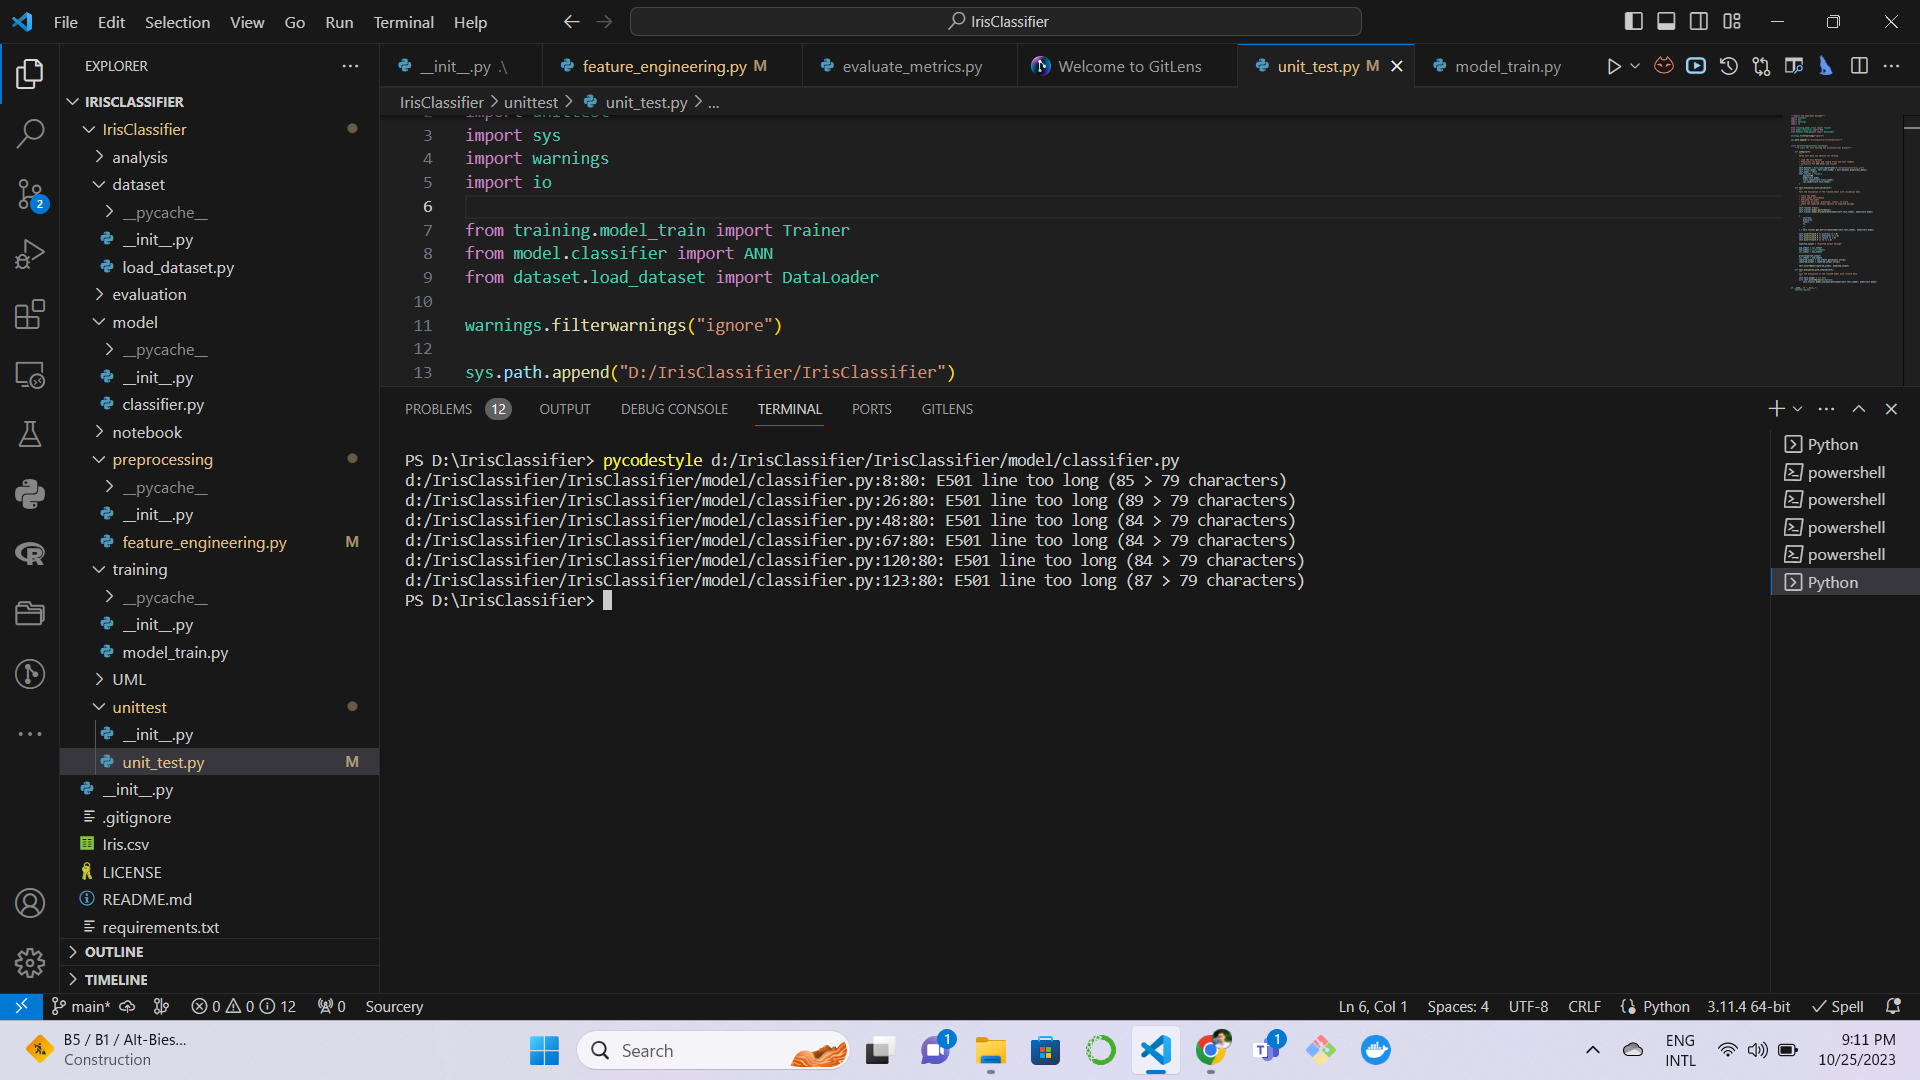 File Edit Selection View Go Run Terminal Help
IrisClassifier
EXPLORER
IRISCLASSIFIER
IrisClassifier
analysis
dataset
__pycache__
__init__.py
load_dataset.py
evaluation
model
__pycache__
__init__.py
classifier.py
notebook
preprocessing
__pycache__
__init__.py
feature_engineering.py M
training
__pycache__
__init__.py
model_train.py
UML
unittest
__init__.py
unit_test.py M
__init__.py
.gitignore
Iris.csv
LICENSE
README.md
requirements.txt
OUTLINE
TIMELINE
2
__init__.py .\
feature_engineering.py M
evaluate_metrics.py
Welcome to GitLens
unit_test.py M
model_train.py
IrisClassifier > unittest > unit_test.py > ...
2 import unittest
3 import sys
4 import warnings
5 import io
6
7 from training.model_train import Trainer
8 from model.classifier import ANN
9 from dataset.load_dataset import DataLoader
10
11 warnings.filterwarnings("ignore")
12
13 sys.path.append("D:/IrisClassifier/IrisClassifier")
PROBLEMS 12 OUTPUT DEBUG CONSOLE TERMINAL PORTS GITLENS
PS D:\IrisClassifier> pycodestyle d:/IrisClassifier/IrisClassifier/model/classifier.py
d:/IrisClassifier/IrisClassifier/model/classifier.py:8:80: E501 line too long (85 > 79 characters)
d:/IrisClassifier/IrisClassifier/model/classifier.py:26:80: E501 line too long (89 > 79 characters)
d:/IrisClassifier/IrisClassifier/model/classifier.py:48:80: E501 line too long (84 > 79 characters)
d:/IrisClassifier/IrisClassifier/model/classifier.py:67:80: E501 line too long (84 > 79 characters)
d:/IrisClassifier/IrisClassifier/model/classifier.py:120:80: E501 line too long (84 > 79 characters)
d:/IrisClassifier/IrisClassifier/model/classifier.py:123:80: E501 line too long (87 > 79 characters)
PS D:\IrisClassifier>
Python
powershell
powershell
powershell
powershell
Python
main* 0 0 12 0 Sourcery
Ln 6, Col 1 Spaces: 4 UTF-8 CRLF Python 3.11.4 64-bit Spell
B5 / B1 / Alt-Bies...
Construction
Search
1
1
ENG
INTL
9:11 PM
10/25/2023